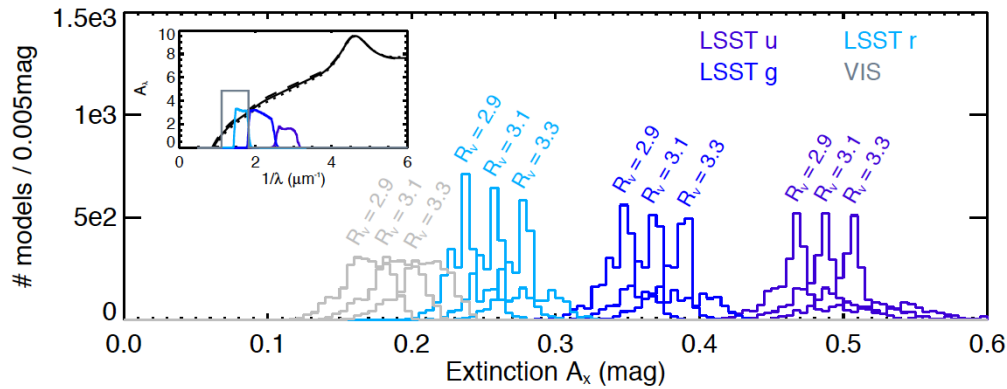 1.5e3
1e3
5e2
0
# models / 0.005mag
LSST u
LSST r
LSST g
VIS
10
8
6
4
2
0
Aλ
0
2
4
6
1/λ (μm⁻¹)
Rᵥ = 2.9
Rᵥ = 3.1
Rᵥ = 3.3
Rᵥ = 2.9
Rᵥ = 3.1
Rᵥ = 3.3
Rᵥ = 2.9
Rᵥ = 3.1
Rᵥ = 3.3
Rᵥ = 2.9
Rᵥ = 3.1
Rᵥ = 3.3
0.0
0.1
0.2
0.3
0.4
0.5
0.6
Extinction Aₓ (mag)